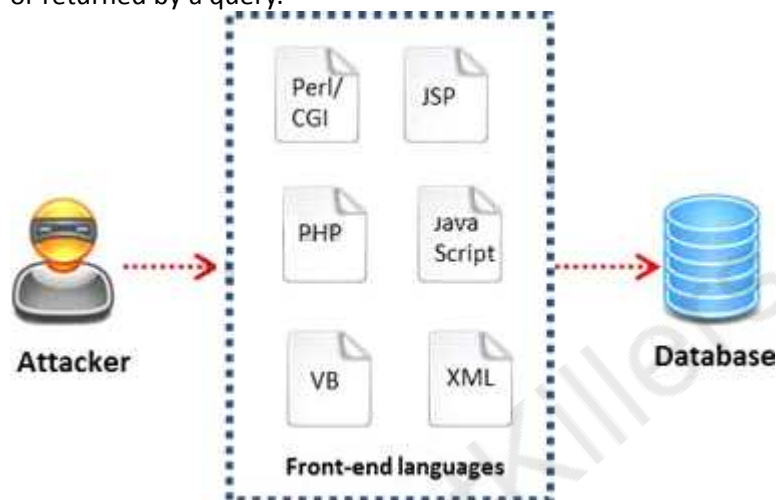 or returned by a query.
Perl/
CGI
JSP
PHP
Java
Script
Attacker
Database
VB
XML
Front-end languages